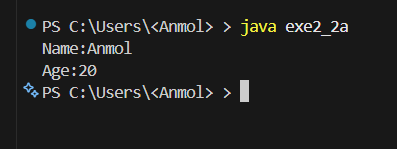 PS C:\Users\<Anmol> > java exe2_2a
Name:Anmol
Age:20
PS C:\Users\<Anmol> >